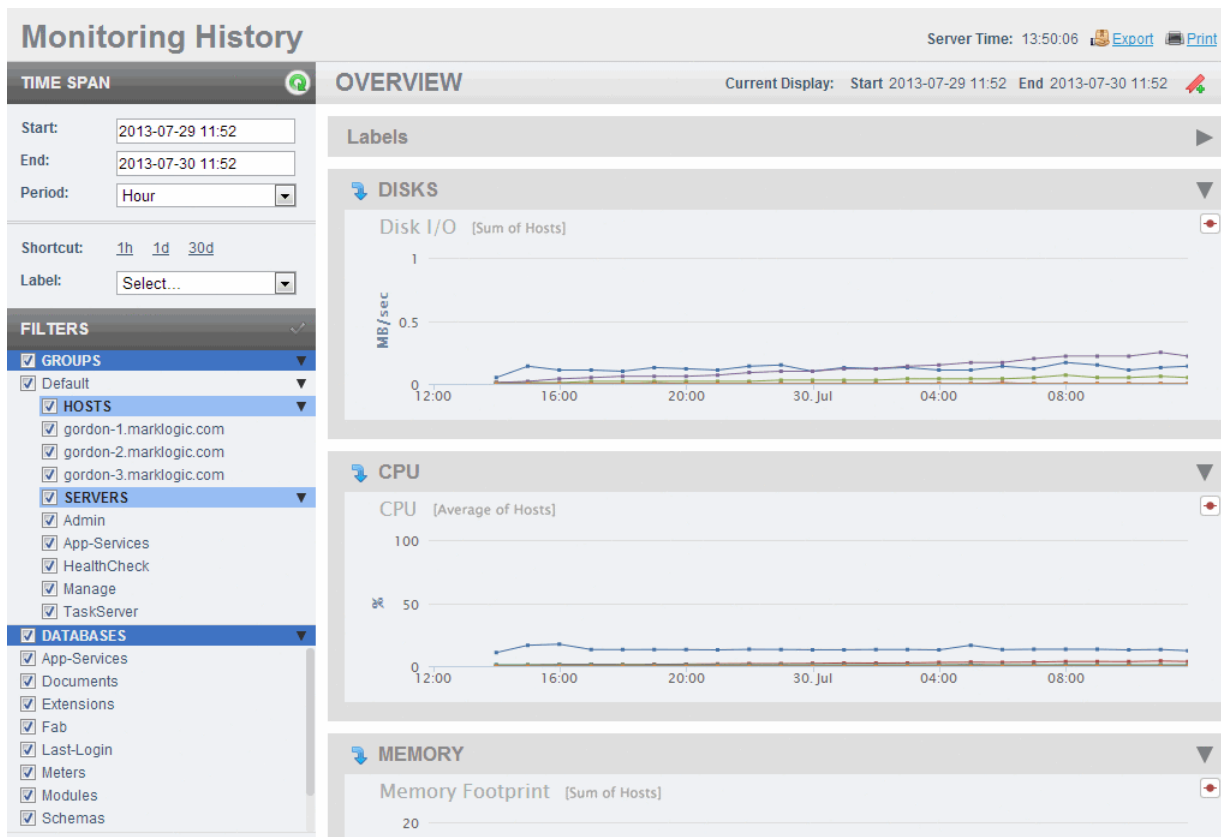 Monitoring History
Server Time: 13:50:06 Export Print
TIME SPAN
Start: 2013-07-29 11:52
End: 2013-07-30 11:52
Period: Hour
Shortcut: 1h 1d 30d
Label: Select...
FILTERS
GROUPS
Default
HOSTS
gordon-1.marklogic.com
gordon-2.marklogic.com
gordon-3.marklogic.com
SERVERS
Admin
App-Services
HealthCheck
Manage
TaskServer
DATABASES
App-Services
Documents
Extensions
Fab
Last-Login
Meters
Modules
Schemas
OVERVIEW
Current Display: Start 2013-07-29 11:52 End 2013-07-30 11:52
Labels
DISKS
Disk I/O [Sum of Hosts]
MB/sec
1
0.5
0
12:00 16:00 20:00 30. Jul 04:00 08:00
CPU
CPU [Average of Hosts]
%
100
50
0
12:00 16:00 20:00 30. Jul 04:00 08:00
MEMORY
Memory Footprint [Sum of Hosts]
20